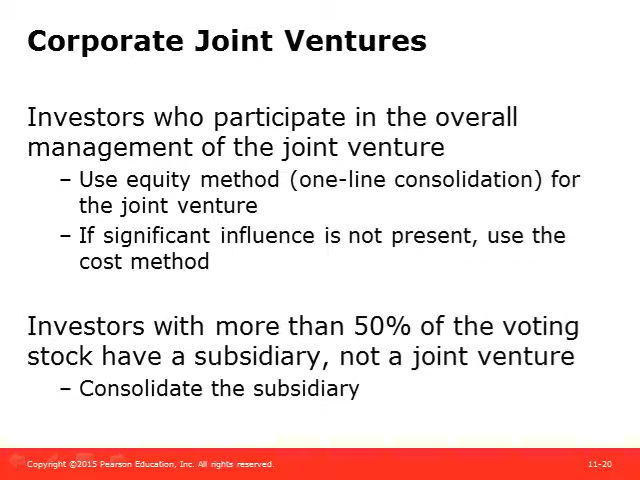 Corporate Joint Ventures
Investors who participate in the overall
management of the joint venture
– Use equity method (one-line consolidation) for
the joint venture
– If significant influence is not present, use the
cost method
Investors with more than 50% of the voting
stock have a subsidiary, not a joint venture
– Consolidate the subsidiary
Copyright ©2015 Pearson Education, Inc. All rights reserved.
11-20